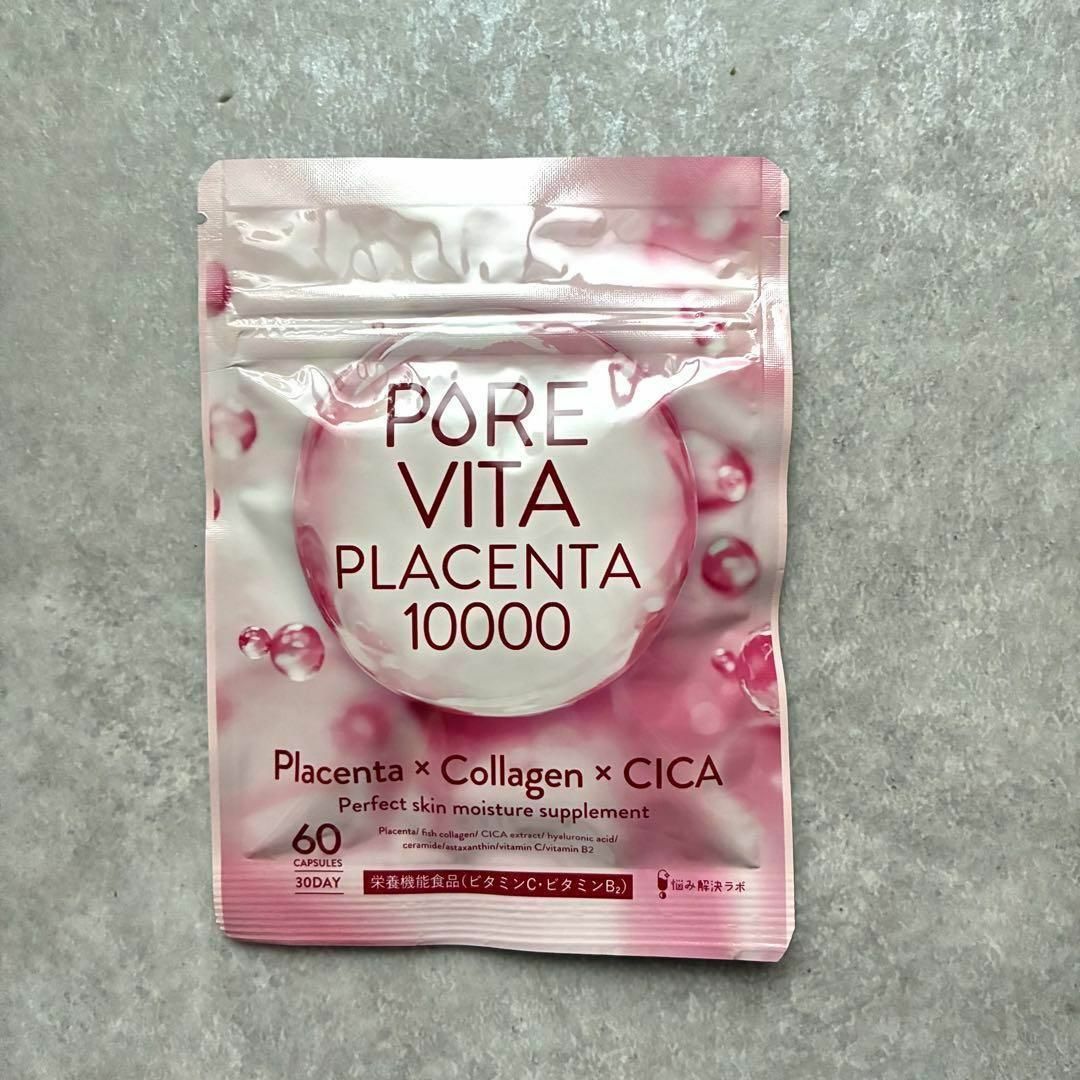 PORE
VITA
PLACENTA
10000
Placenta × Collagen × CICA
Perfect skin moisture supplement
Placenta/ fish collagen/ CICA extract/ hyaluronic acid/
ceramide/astaxanthin/vitamin C/vitamin B2
60
CAPSULES
30DAY
栄養機能食品(ビタミンC・ビタミンB₂)
悩み解決ラボ